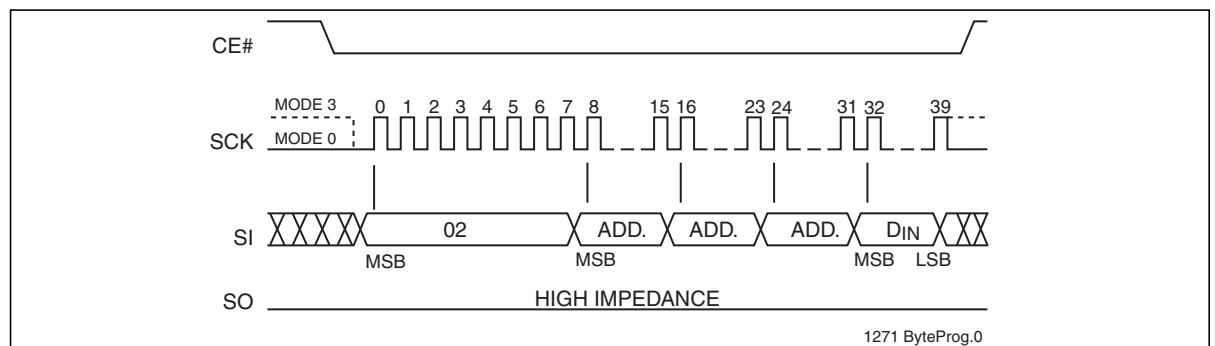 CE#
MODE 3
0 1 2 3 4 5 6 7 8 15 16 23 24 31 32 39
SCK
MODE 0
SI
02
ADD.
ADD.
ADD.
DIN
MSB
MSB
MSB
LSB
SO
HIGH IMPEDANCE
1271 ByteProg.0